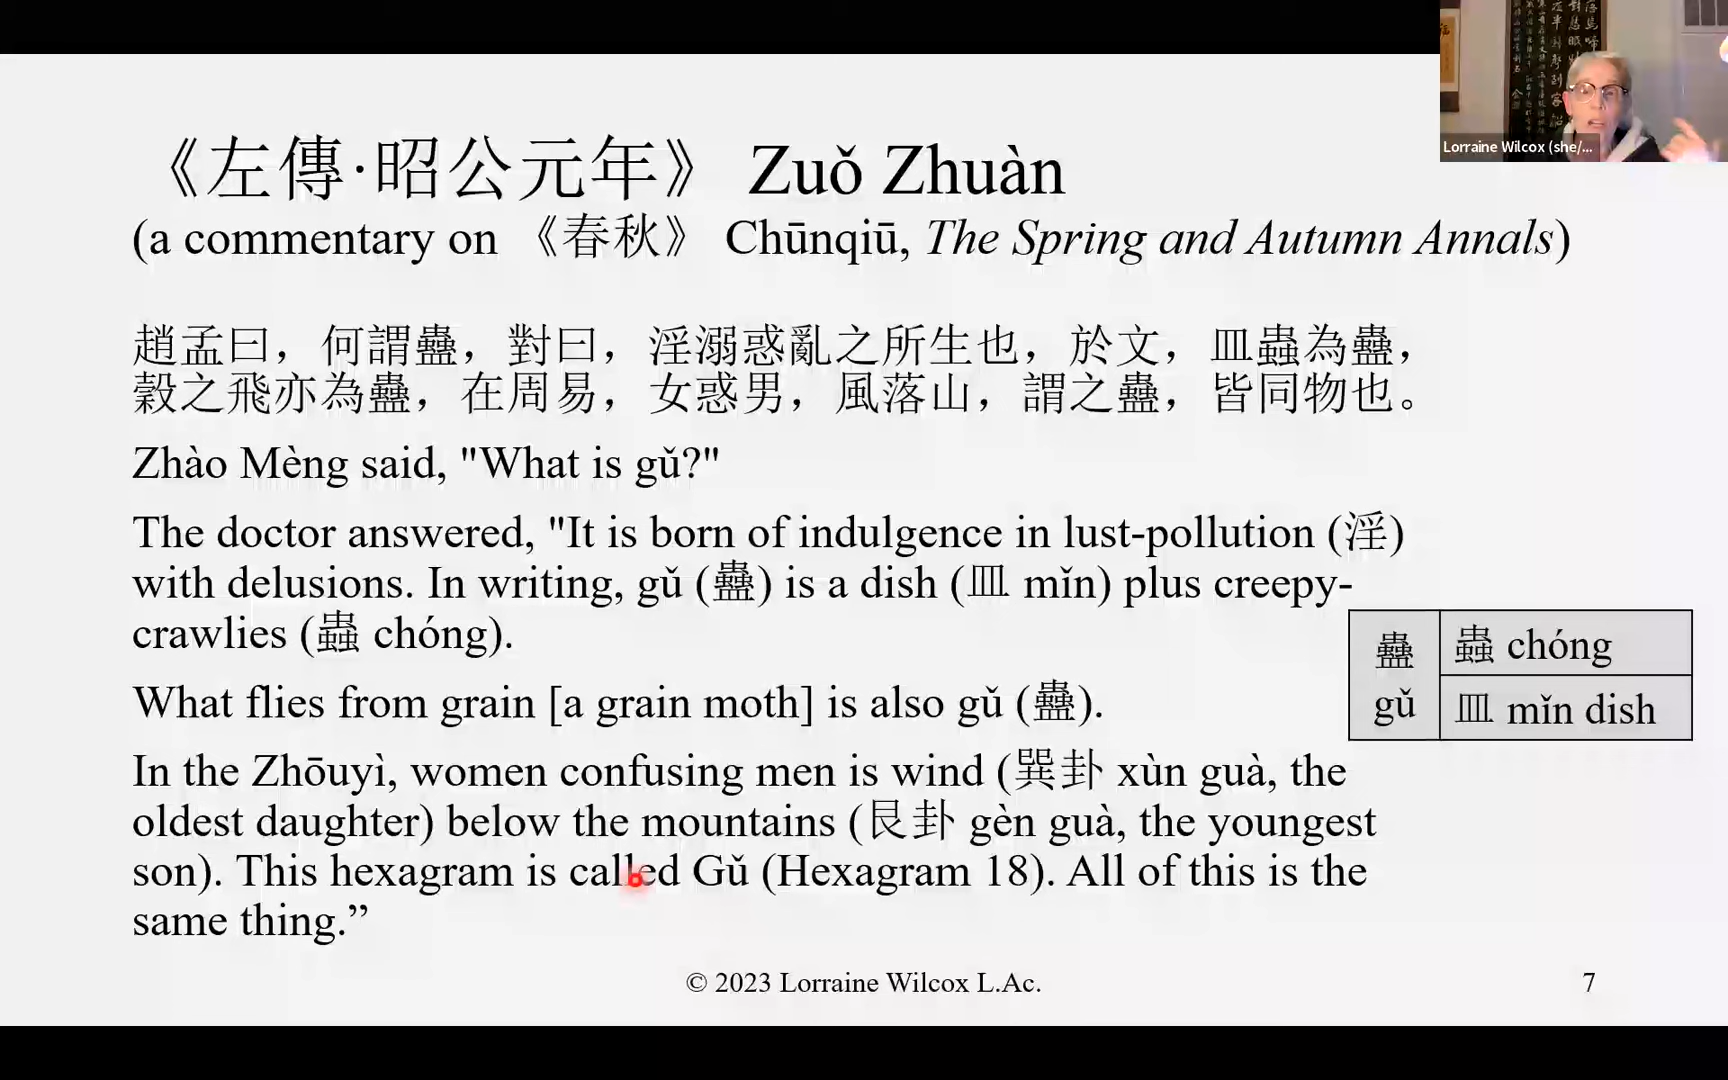 《左傳·昭公元年》 Zuǒ Zhuàn
(a commentary on 《春秋》 Chūnqiū, The Spring and Autumn Annals)
趙孟曰，何謂蠱，對曰，淫溺惑亂之所生也，於文，皿蟲為蠱，
穀之飛亦為蠱，在周易，女惑男，風落山，謂之蠱，皆同物也。
Zhào Mèng said, "What is gǔ?"
The doctor answered, "It is born of indulgence in lust-pollution (淫)
with delusions. In writing, gǔ (蠱) is a dish (皿 mǐn) plus creepy-
crawlies (蟲 chóng).
What flies from grain [a grain moth] is also gǔ (蠱).
蠱
gǔ
蟲 chóng
皿 mǐn dish
In the Zhōuyì, women confusing men is wind (巽卦 xùn guà, the
oldest daughter) below the mountains (艮卦 gèn guà, the youngest
son). This hexagram is called Gǔ (Hexagram 18). All of this is the
same thing.”
© 2023 Lorraine Wilcox L.Ac.
7
Lorraine Wilcox (she/...